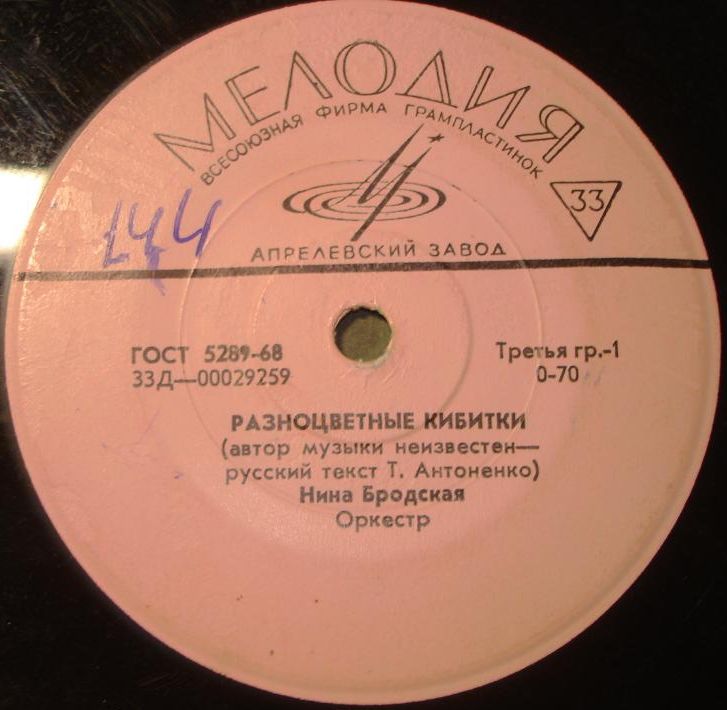 МЕЛОДИЯ
ВСЕСОЮЗНАЯ ФИРМА ГРАМПЛАСТИНОК
33
144
АПРЕЛЕВСКИЙ ЗАВОД
ГОСТ 5289-68
33Д—00029259
Третья гр.-1
0-70
РАЗНОЦВЕТНЫЕ КИБИТКИ
(автор музыки неизвестен—
русский текст Т. Антоненко)
Нина Бродская
Оркестр